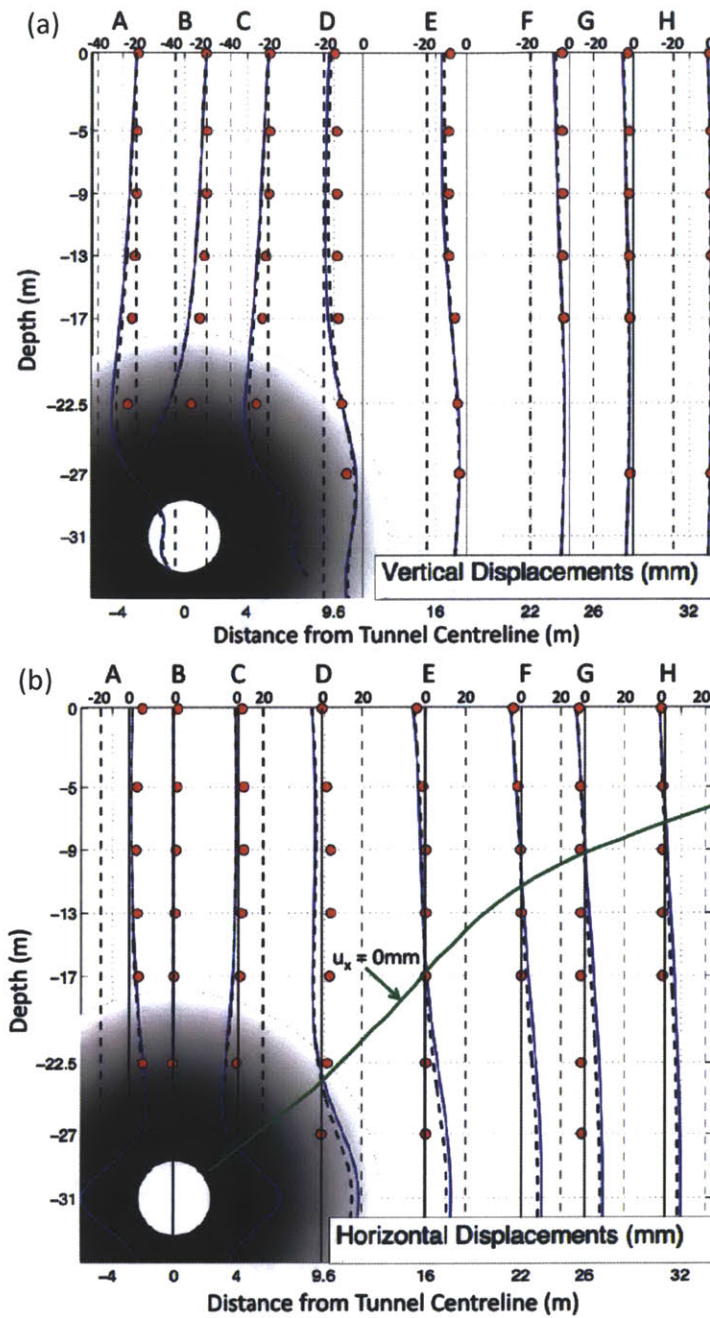 (a) A B C D E F G H
-40 -20 -40 -20 -40 -20 -20 0 -20 0 -20 0 -20 0 -20
0
-5
-9
-13
-17
-22.5
-27
-31
Depth (m)
Vertical Displacements (mm)
-4 0 4 9.6 16 22 26 32
Distance from Tunnel Centreline (m)
(b) A B C D E F G H
-20 0 0 0 20 0 20 0 20 0 20 0 20 0 20
0
-5
-9
-13
-17
-22.5
-27
-31
Depth (m)
uₓ = 0mm
Horizontal Displacements (mm)
-4 0 4 9.6 16 22 26 32
Distance from Tunnel Centreline (m)